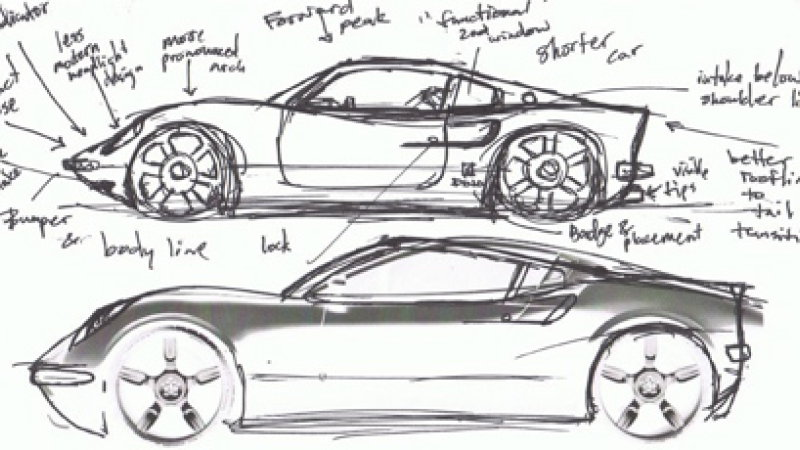 less
modern
headlight
design
more
pronounced
arch
Forward
peak
"functional"
2nd
window
shorter
car
intake below
shoulder li
better
roofline
to
tail
transiti
visible
tips
Badge &
placement
lock
Bumper
&
body line